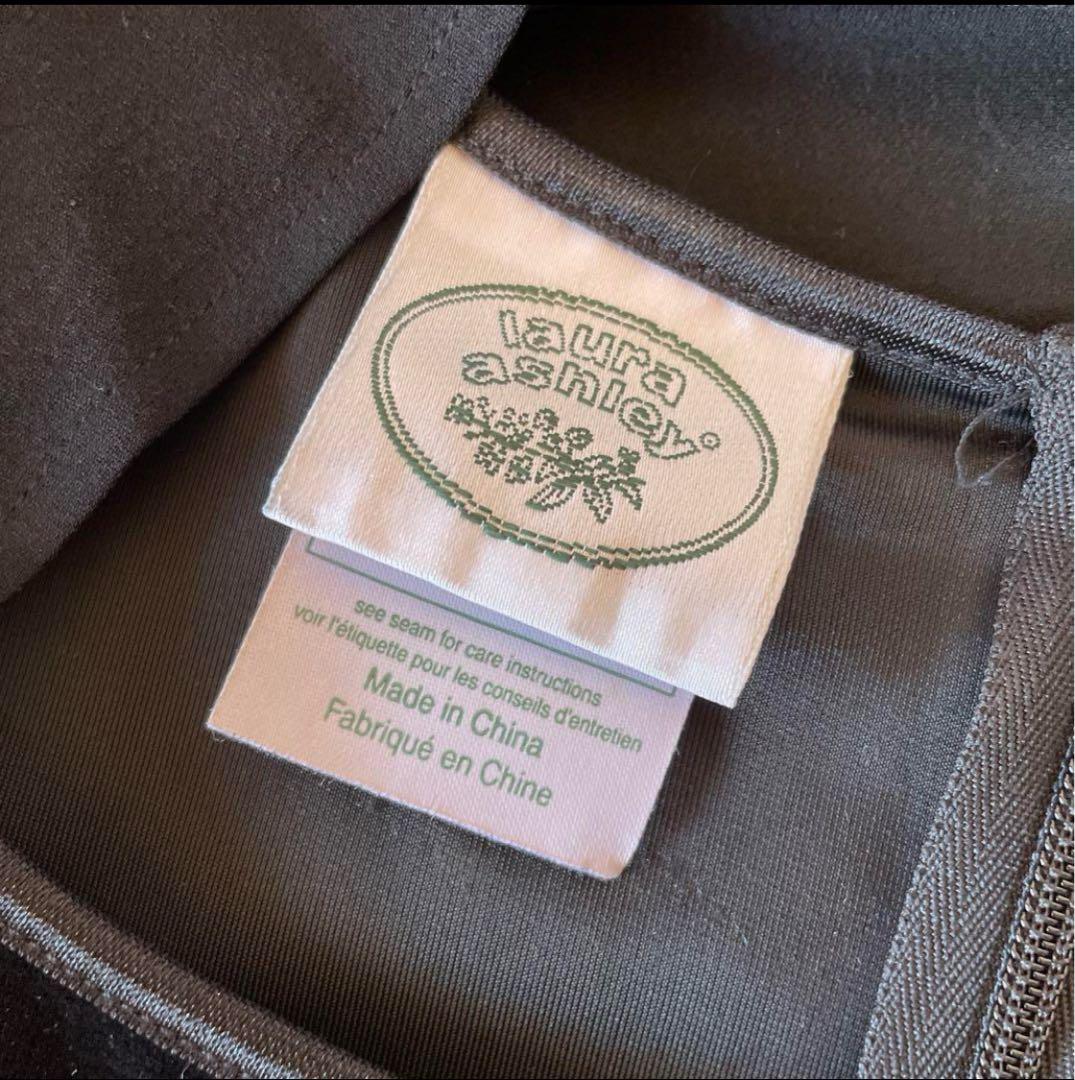 laura
ashley®
see seam for care instructions
voir l'étiquette pour les conseils d'entretien
Made in China
Fabriqué en Chine